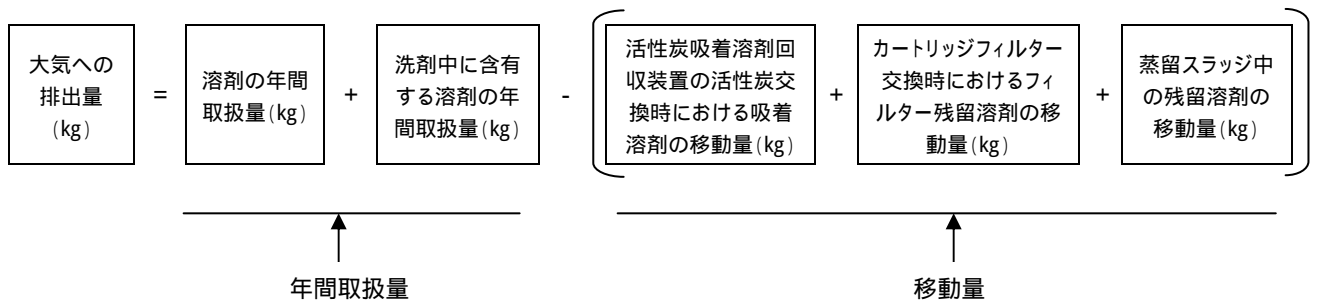 大気への
排出量
(kg)
=
溶剤の年間
取扱量(kg)
+
洗剤中に含有
する溶剤の年
間取扱量(kg)
-
活性炭吸着溶剤回
収装置の活性炭交
換時における吸着
溶剤の移動量(kg)
+
カートリッジフィルター
交換時におけるフィ
ルター残留溶剤の移
動量(kg)
+
蒸留スラッジ中
の残留溶剤の
移動量(kg)
年間取扱量
移動量